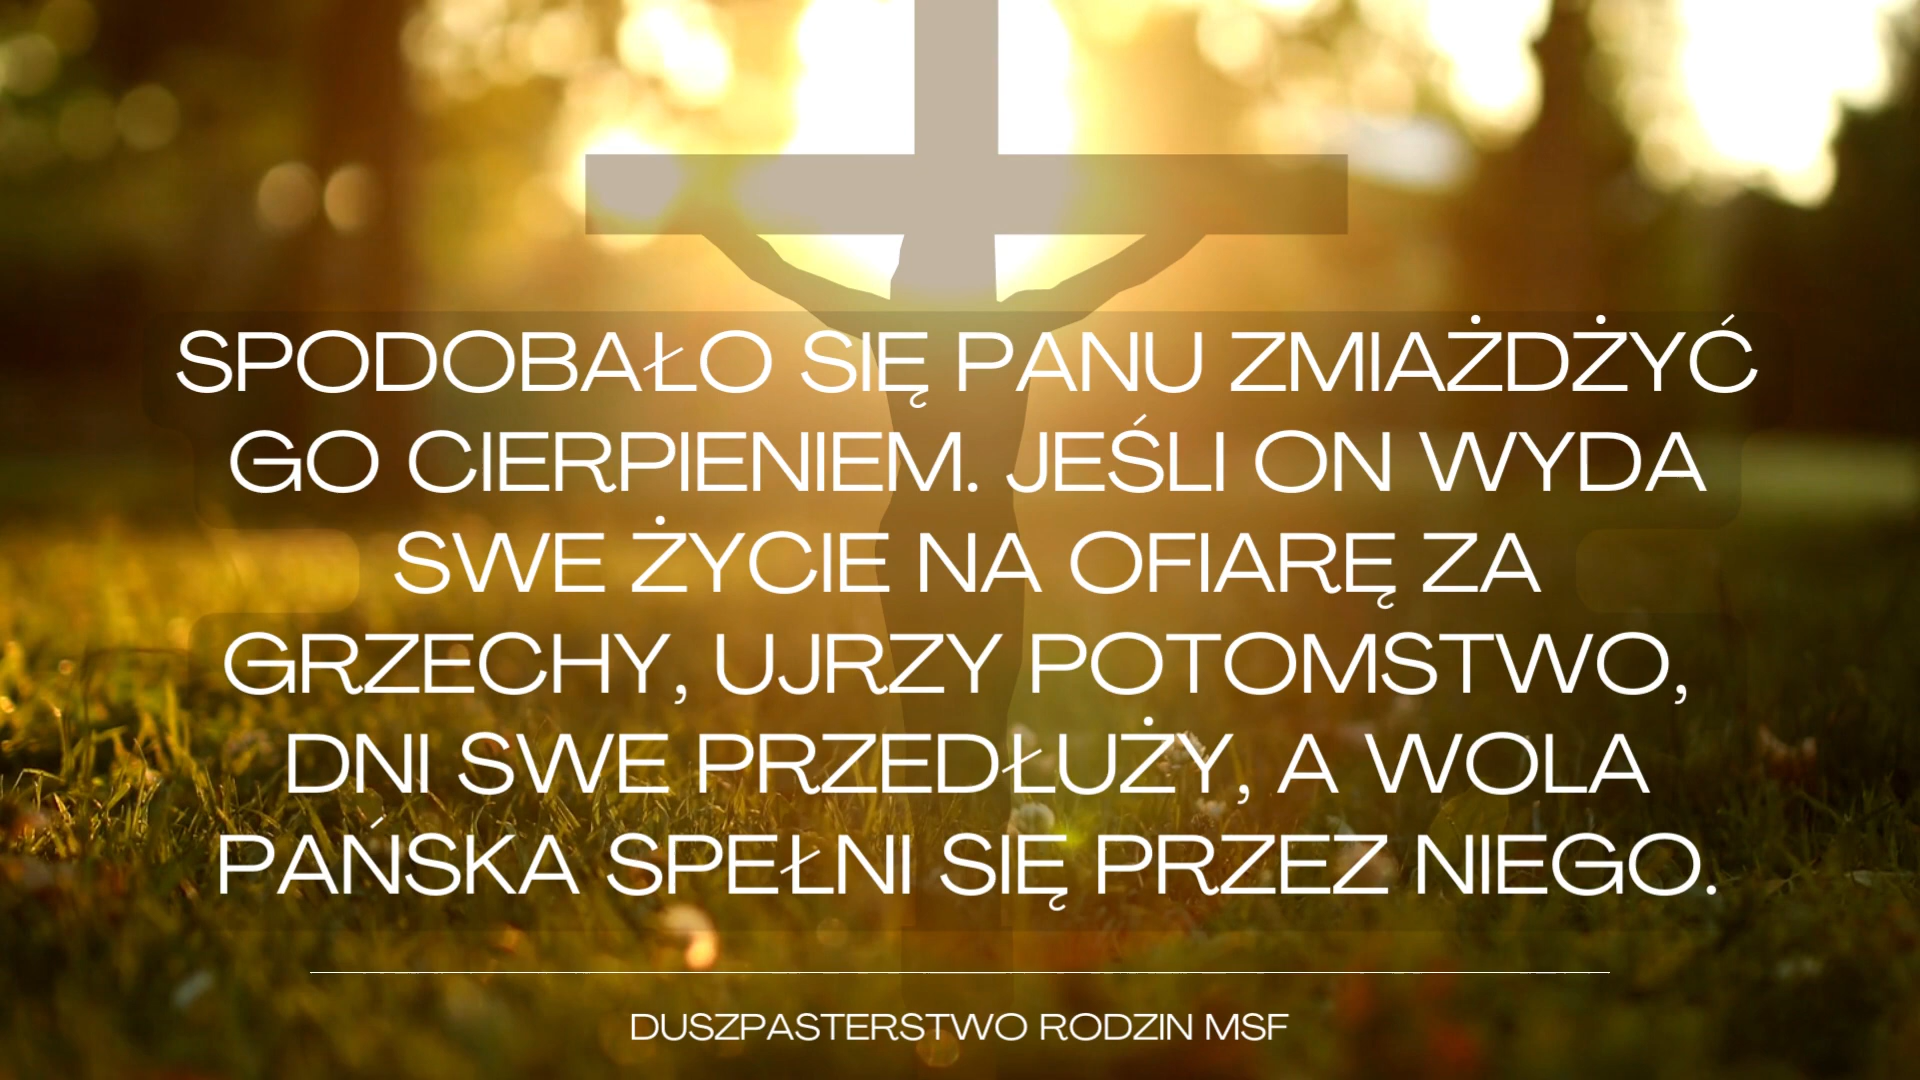 SPODOBAŁO SIĘ PANU ZMIAŻDŻYĆ
GO CIERPIENIEM. JEŚLI ON WYDA
SWE ŻYCIE NA OFIARĘ ZA
GRZECHY, UJRZY POTOMSTWO,
DNI SWE PRZEDŁUŻY, A WOLA
PAŃSKA SPEŁNI SIĘ PRZEZ NIEGO.
DUSZPASTERSTWO RODZIN MSF